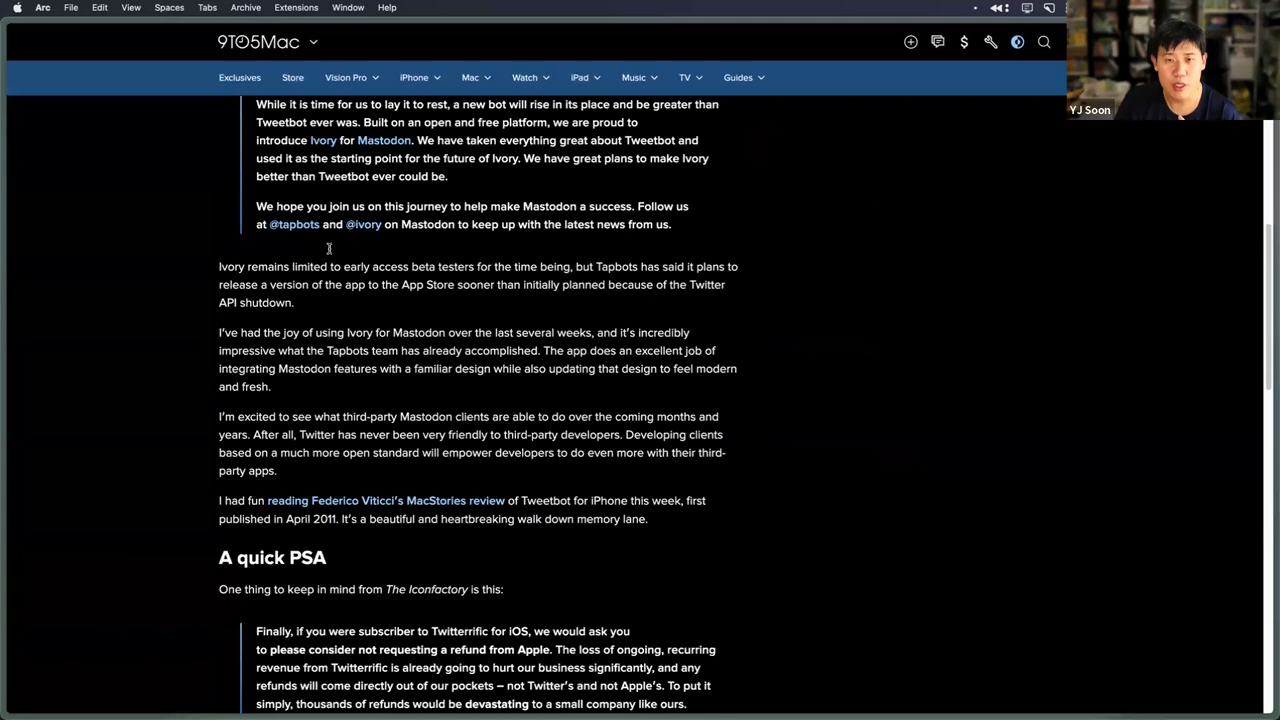 Arc File Edit View Spaces Tabs Archive Extensions Window Help
9TO5Mac
Exclusives Store Vision Pro iPhone Mac Watch iPad Music TV Guides
YJ Soon
While it is time for us to lay it to rest, a new bot will rise in its place and be greater than
Tweetbot ever was. Built on an open and free platform, we are proud to
introduce Ivory for Mastodon. We have taken everything great about Tweetbot and
used it as the starting point for the future of Ivory. We have great plans to make Ivory
better than Tweetbot ever could be.
We hope you join us on this journey to help make Mastodon a success. Follow us
at @tapbots and @ivory on Mastodon to keep up with the latest news from us.
Ivory remains limited to early access beta testers for the time being, but Tapbots has said it plans to
release a version of the app to the App Store sooner than initially planned because of the Twitter
API shutdown.
I've had the joy of using Ivory for Mastodon over the last several weeks, and it's incredibly
impressive what the Tapbots team has already accomplished. The app does an excellent job of
integrating Mastodon features with a familiar design while also updating that design to feel modern
and fresh.
I'm excited to see what third-party Mastodon clients are able to do over the coming months and
years. After all, Twitter has never been very friendly to third-party developers. Developing clients
based on a much more open standard will empower developers to do even more with their third-
party apps.
I had fun reading Federico Viticci's MacStories review of Tweetbot for iPhone this week, first
published in April 2011. It's a beautiful and heartbreaking walk down memory lane.
A quick PSA
One thing to keep in mind from The Iconfactory is this:
Finally, if you were subscriber to Twitterrific for iOS, we would ask you
to please consider not requesting a refund from Apple. The loss of ongoing, recurring
revenue from Twitterrific is already going to hurt our business significantly, and any
refunds will come directly out of our pockets – not Twitter's and not Apple's. To put it
simply, thousands of refunds would be devastating to a small company like ours.